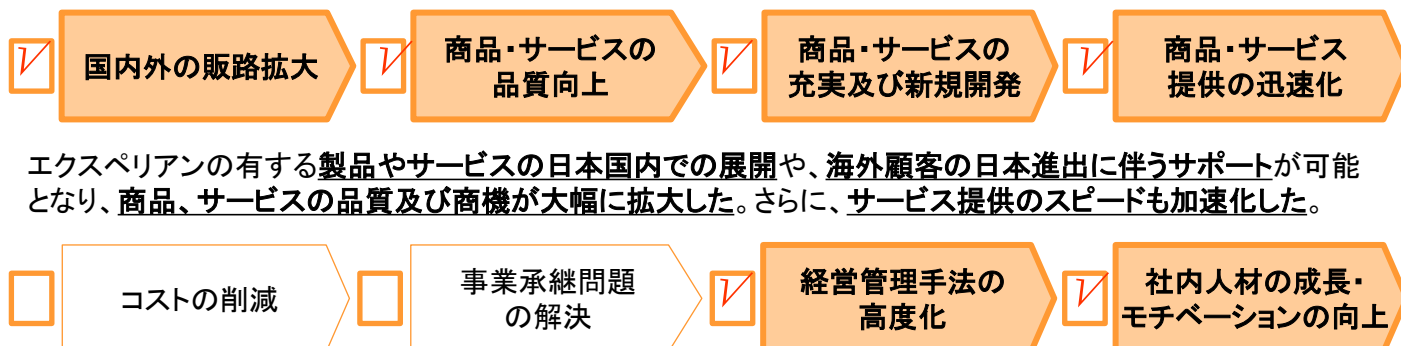 国内外の販路拡大
商品・サービスの
品質向上
商品・サービスの
充実及び新規開発
商品・サービス
提供の迅速化
エクスペリアンの有する製品やサービスの日本国内での展開や、海外顧客の日本進出に伴うサポートが可能
となり、商品、サービスの品質及び商機が大幅に拡大した。さらに、サービス提供のスピードも加速化した。
コストの削減
事業承継問題
の解決
経営管理手法の
高度化
社内人材の成長・
モチベーションの向上